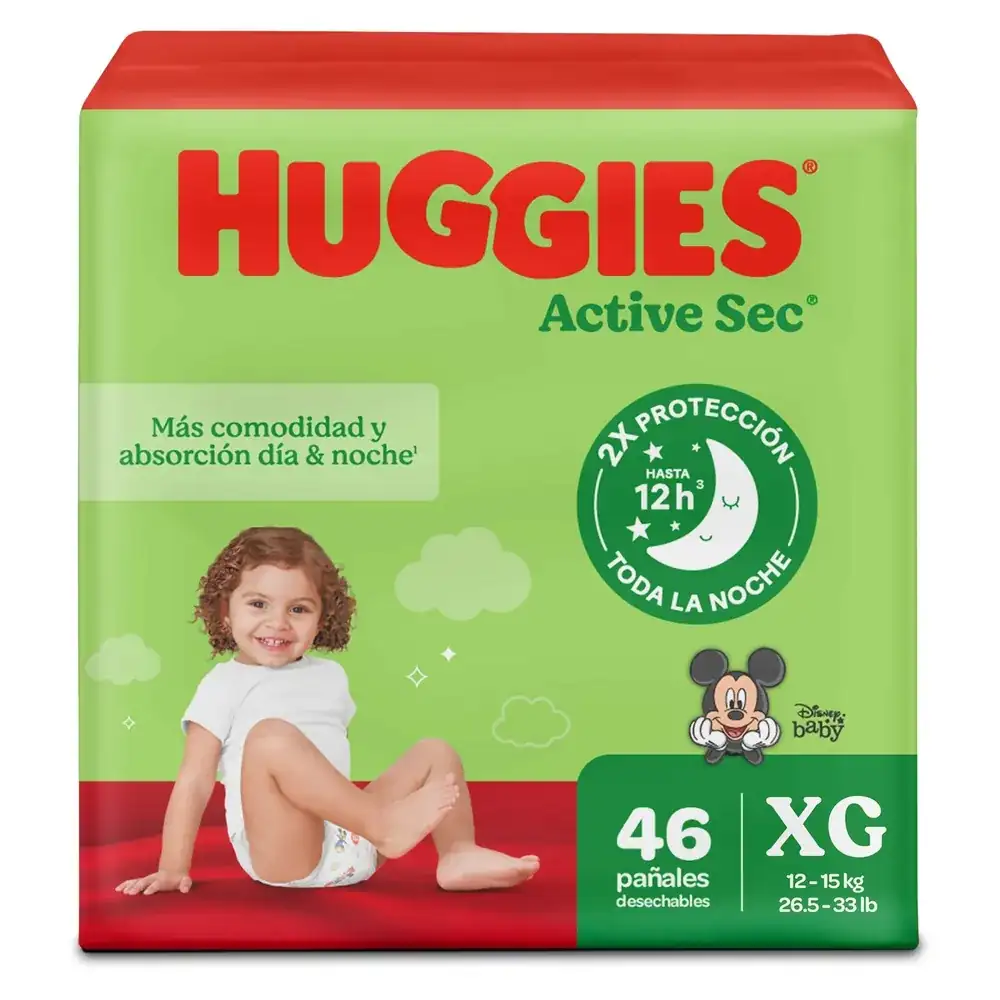 HUGGIES®
Active Sec®
Más comodidad y
absorción día & noche¹
2X PROTECCIÓN
HASTA
12h³
TODA LA NOCHE
Disney
baby
46
pañales
desechables
XG
12 - 15 kg
26.5 - 33 lb